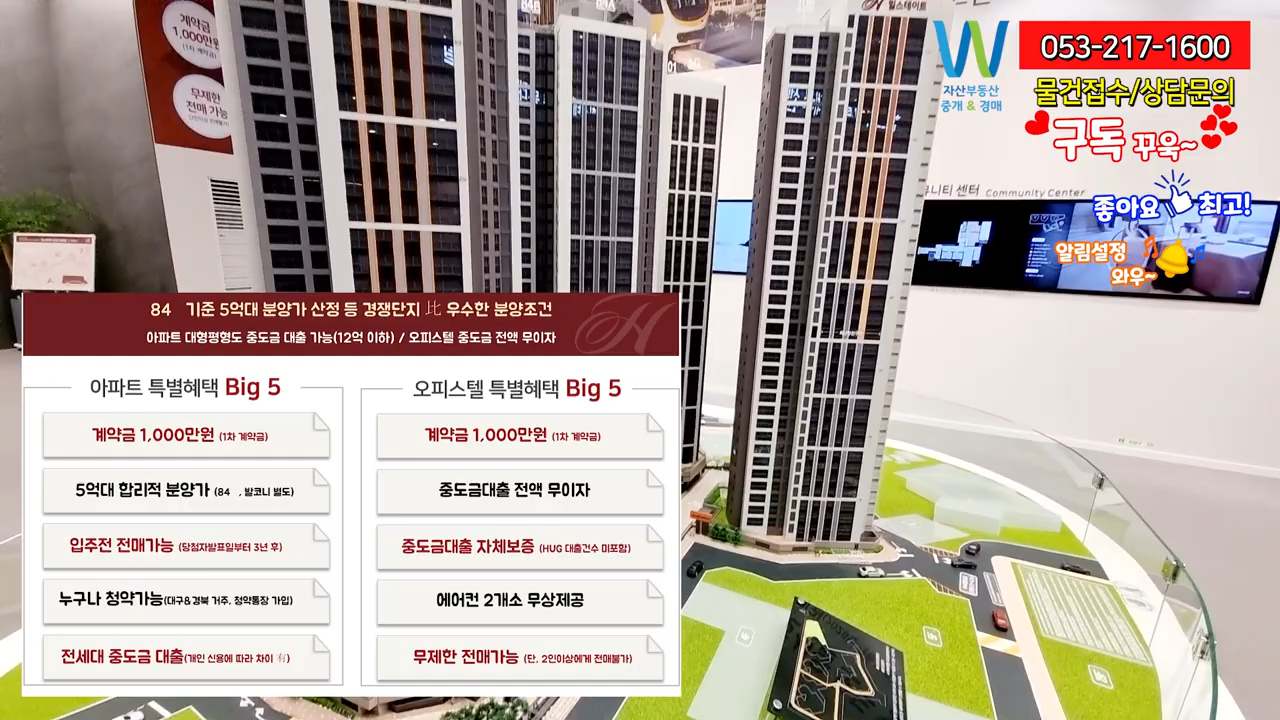 계약금
1,000만원
(1차 계약금)
무제한
전매 가능
힐스테이트
자산부동산
중개 & 경매
053-217-1600
물건접수/상담문의
구독 꾸욱~
좋아요 최고!
알림설정
와우~
뮤니티 센터 Community Center
84 기준 5억대 분양가 산정 등 경쟁단지 比 우수한 분양조건
아파트 대형평형도 중도금 대출 가능(12억 이하) / 오피스텔 중도금 전액 무이자
아파트 특별혜택 Big 5
계약금 1,000만원 (1차 계약금)
5억대 합리적 분양가 (84 , 발코니 별도)
입주전 전매가능 (당첨자발표일부터 3년 후)
누구나 청약가능(대구&경북 거주, 청약통장 가입)
전세대 중도금 대출(개인 신용에 따라 차이 有)
오피스텔 특별혜택 Big 5
계약금 1,000만원 (1차 계약금)
중도금대출 전액 무이자
중도금대출 자체보증 (HUG 대출건수 미포함)
에어컨 2개소 무상제공
무제한 전매가능 (단, 2인이상에게 전매불가)